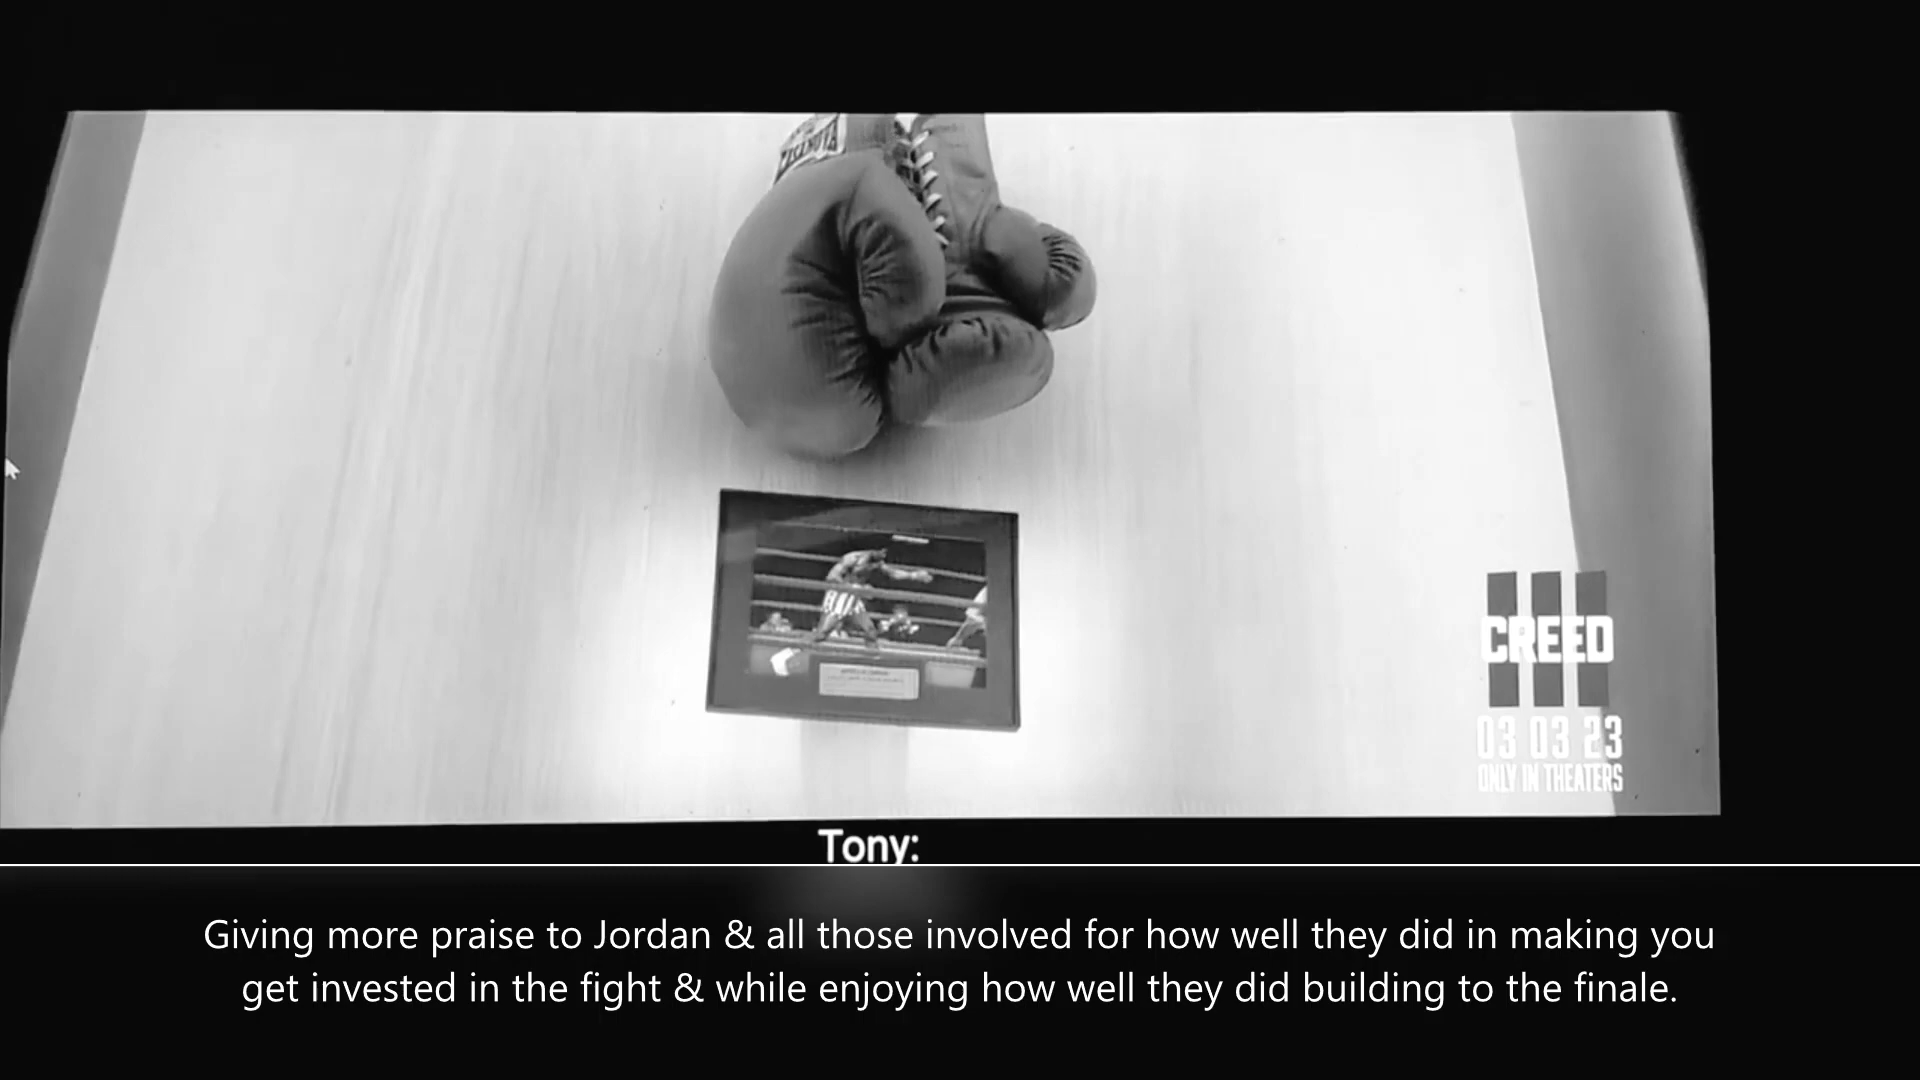 CASANOVA
CREED
03 03 23
ONLY IN THEATERS
Tony:
Giving more praise to Jordan & all those involved for how well they did in making you
get invested in the fight & while enjoying how well they did building to the finale.